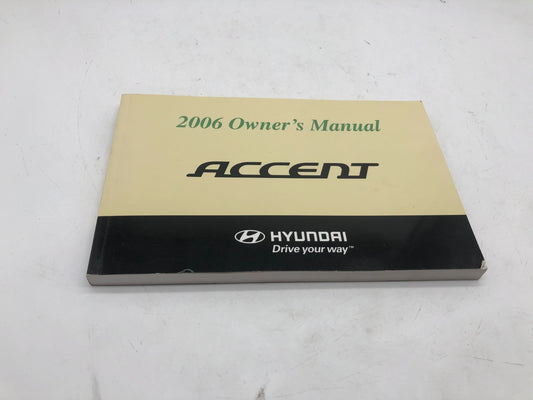 2006 Owner's Manual
ACCENT
HYUNDAI
Drive your way™